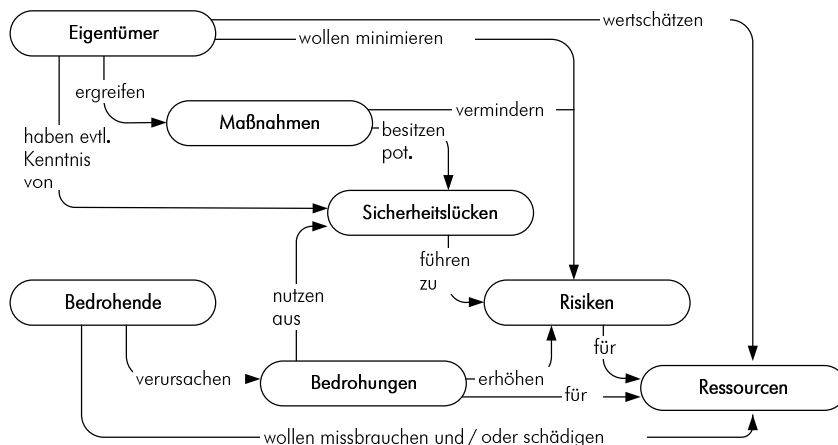 wertschätzen
Eigentümer
wollen minimieren
ergreifen
vermindern
Maßnahmen
besitzen
pot.
haben evtl.
Kenntnis
von
Sicherheitslücken
führen
zu
nutzen
aus
Bedrohende
Risiken
für
verursachen
Bedrohungen
erhöhen
für
Ressourcen
wollen missbrauchen und / oder schädigen